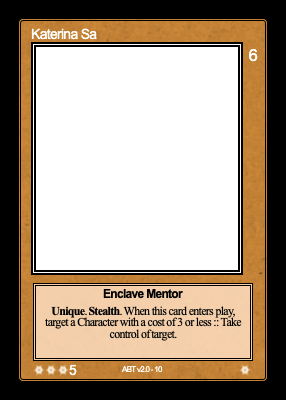 Katerina Sa
6
Enclave Mentor
Unique. Stealth. When this card enters play,
target a Character with a cost of 3 or less :: Take
control of target.
5
ABT v2.0 - 10